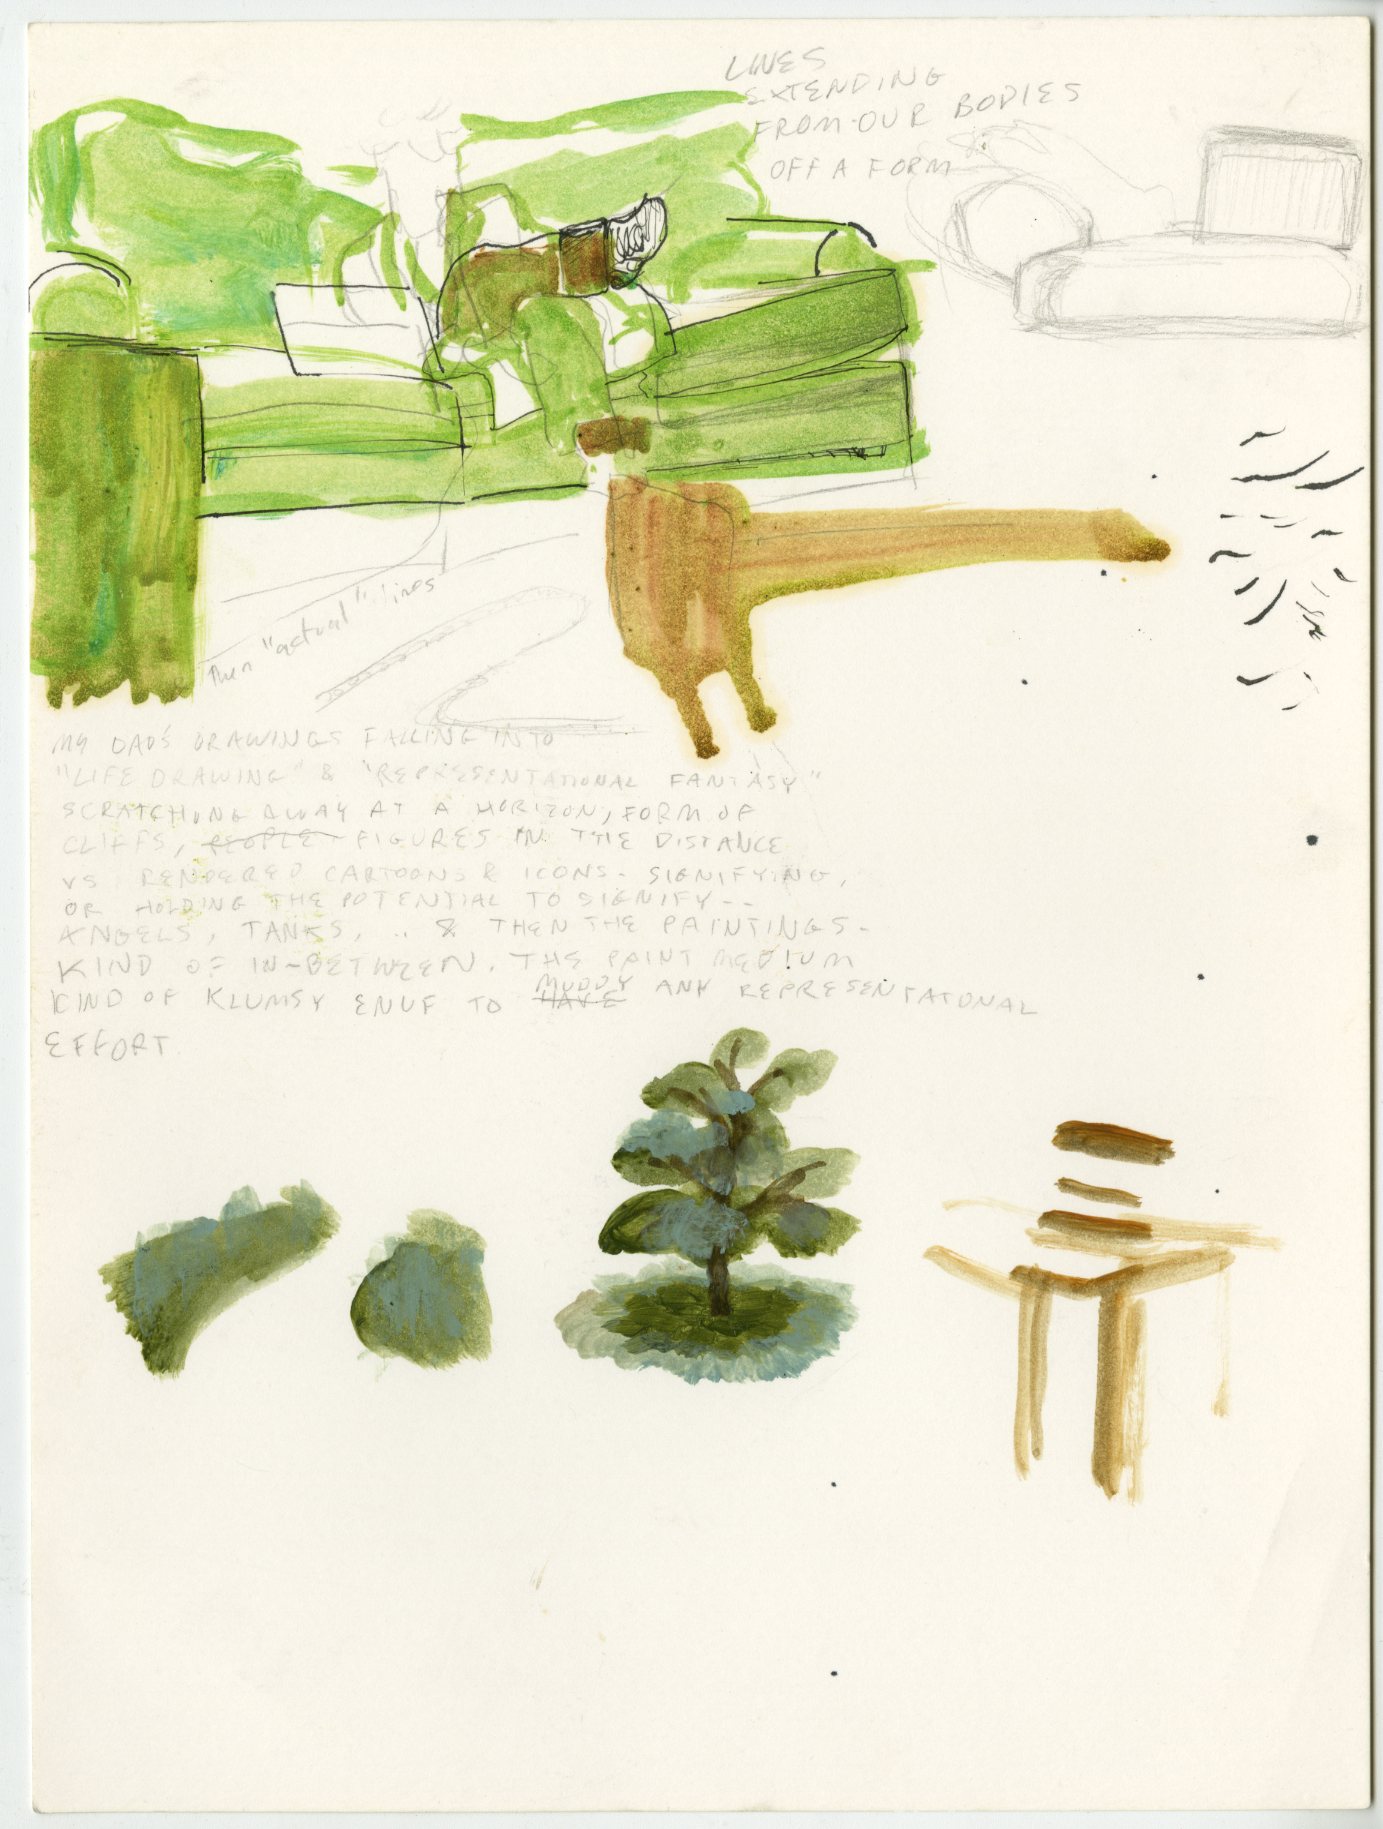 LINES
EXTENDING
FROM OUR BODIES
OFF A FORM
then "actual" lines
MY DAD'S DRAWINGS FALLING INTO
"LIFE DRAWING" & "REPRESENTATIONAL FANTASY"
SCRATCHING AWAY AT A HORIZON, FORM OF
CLIFFS, PEOPLE FIGURES IN THE DISTANCE
VS RENDERED CARTOONS & ICONS. SIGNIFYING,
OR HOLDING THE POTENTIAL TO SIGNIFY--
ANGELS, TANKS, .. & THEN THE PAINTINGS.
KIND OF IN-BETWEEN. THE PAINT MEDIUM
KIND OF KLUMSY ENUF TO HAVE MUDDY ANY REPRESENTATIONAL
EFFORT